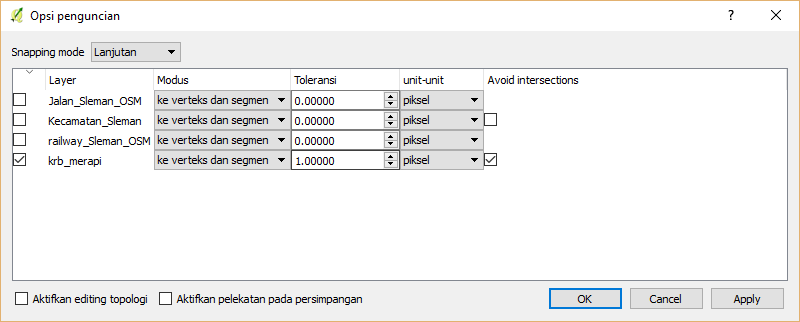 Opsi penguncian
?
Snapping mode Lanjutan
Layer Modus Toleransi unit-unit Avoid intersections
Jalan_Sleman_OSM ke verteks dan segmen 0.00000 piksel
Kecamatan_Sleman ke verteks dan segmen 0.00000 piksel
railway_Sleman_OSM ke verteks dan segmen 0.00000 piksel
krb_merapi ke verteks dan segmen 1.00000 piksel
Aktifkan editing topologi Aktifkan pelekatan pada persimpangan OK Cancel Apply